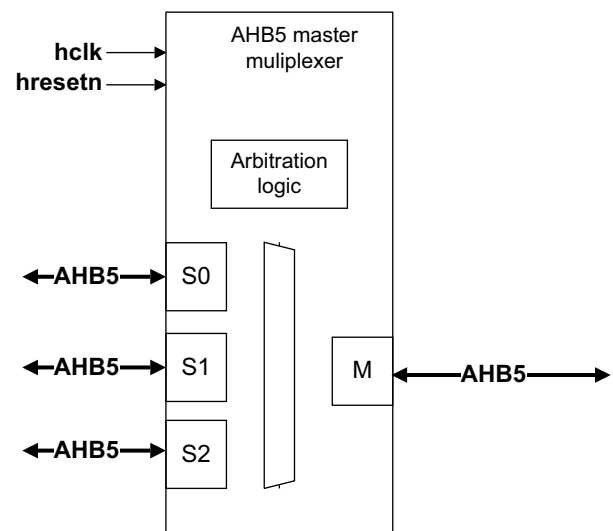 AHB5 master
muliplexer
hclk
hresetn
Arbitration
logic
AHB5
S0
AHB5
S1
M
AHB5
AHB5
S2